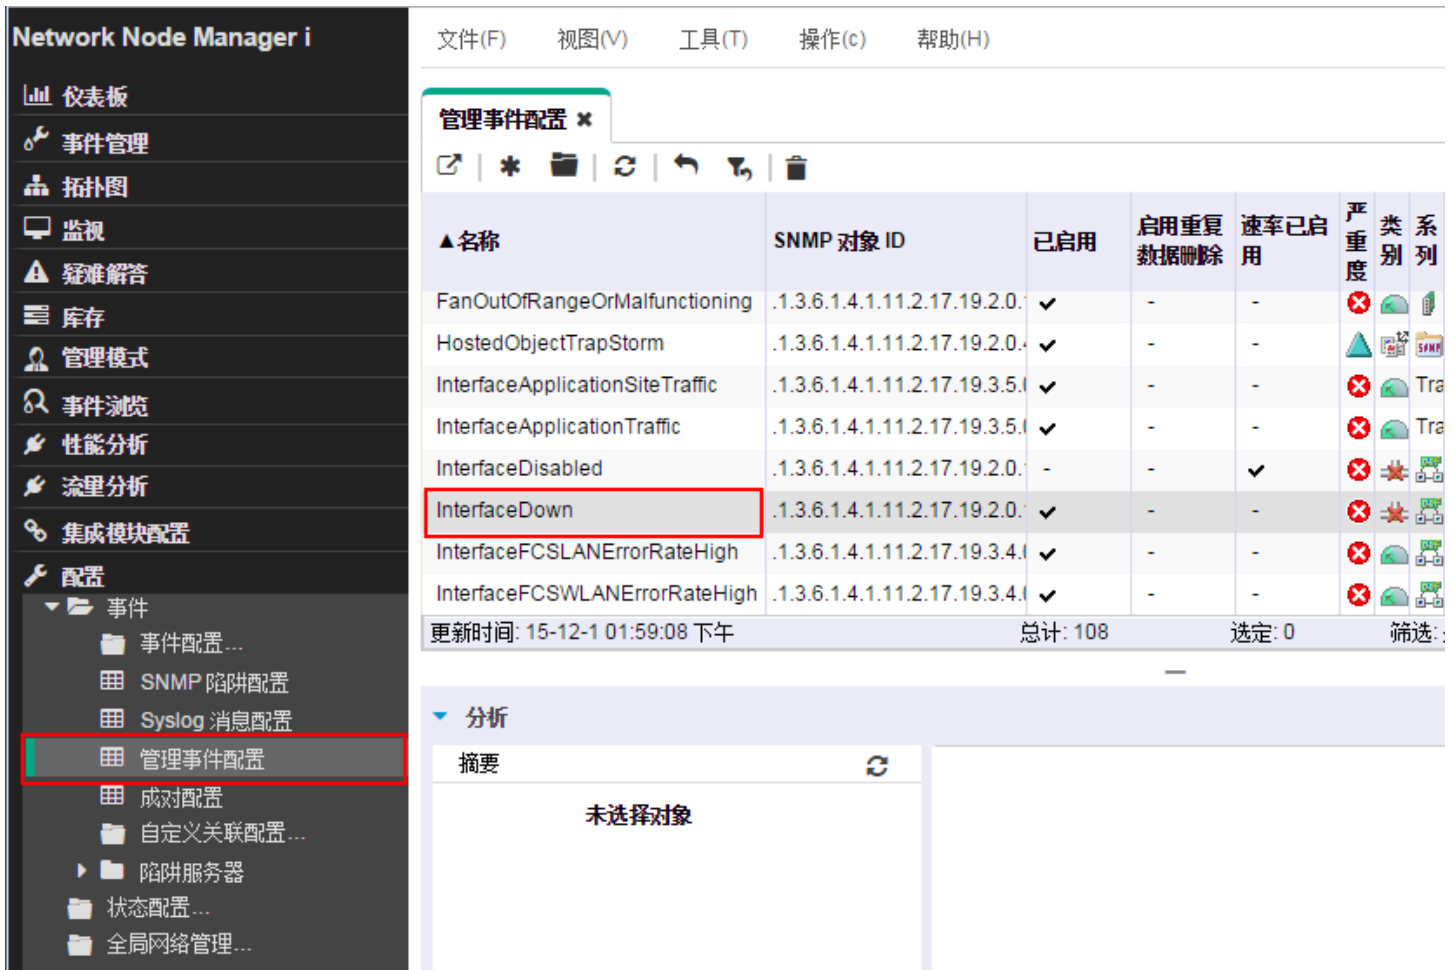 Network Node Manager i
文件(F) 视图(V) 工具(T) 操作(c) 帮助(H)
仪表板
事件管理
拓扑图
监视
疑难解答
库存
管理模式
事件浏览
性能分析
流里分析
集成模块配置
配置
事件
事件配置...
SNMP 陷阱配置
Syslog 消息配置
管理事件配置
成对配置
自定义关联配置...
陷阱服务器
状态配置...
全局网络管理...
管理事件配置
▲名称 SNMP 对象 ID 已启用 启用重复数据删除 速率已启用 严重度 类别 系列
FanOutOfRangeOrMalfunctioning .1.3.6.1.4.1.11.2.17.19.2.0. - -
HostedObjectTrapStorm .1.3.6.1.4.1.11.2.17.19.2.0. - - SNMP
InterfaceApplicationSiteTraffic .1.3.6.1.4.1.11.2.17.19.3.5. - - Tra
InterfaceApplicationTraffic .1.3.6.1.4.1.11.2.17.19.3.5. - - Tra
InterfaceDisabled .1.3.6.1.4.1.11.2.17.19.2.0. - -
InterfaceDown .1.3.6.1.4.1.11.2.17.19.2.0. - -
InterfaceFCSLANErrorRateHigh .1.3.6.1.4.1.11.2.17.19.3.4. - -
InterfaceFCSWLANErrorRateHigh .1.3.6.1.4.1.11.2.17.19.3.4. - -
更新时间: 15-12-1 01:59:08 下午 总计: 108 选定: 0 筛选:
分析
摘要
未选择对象